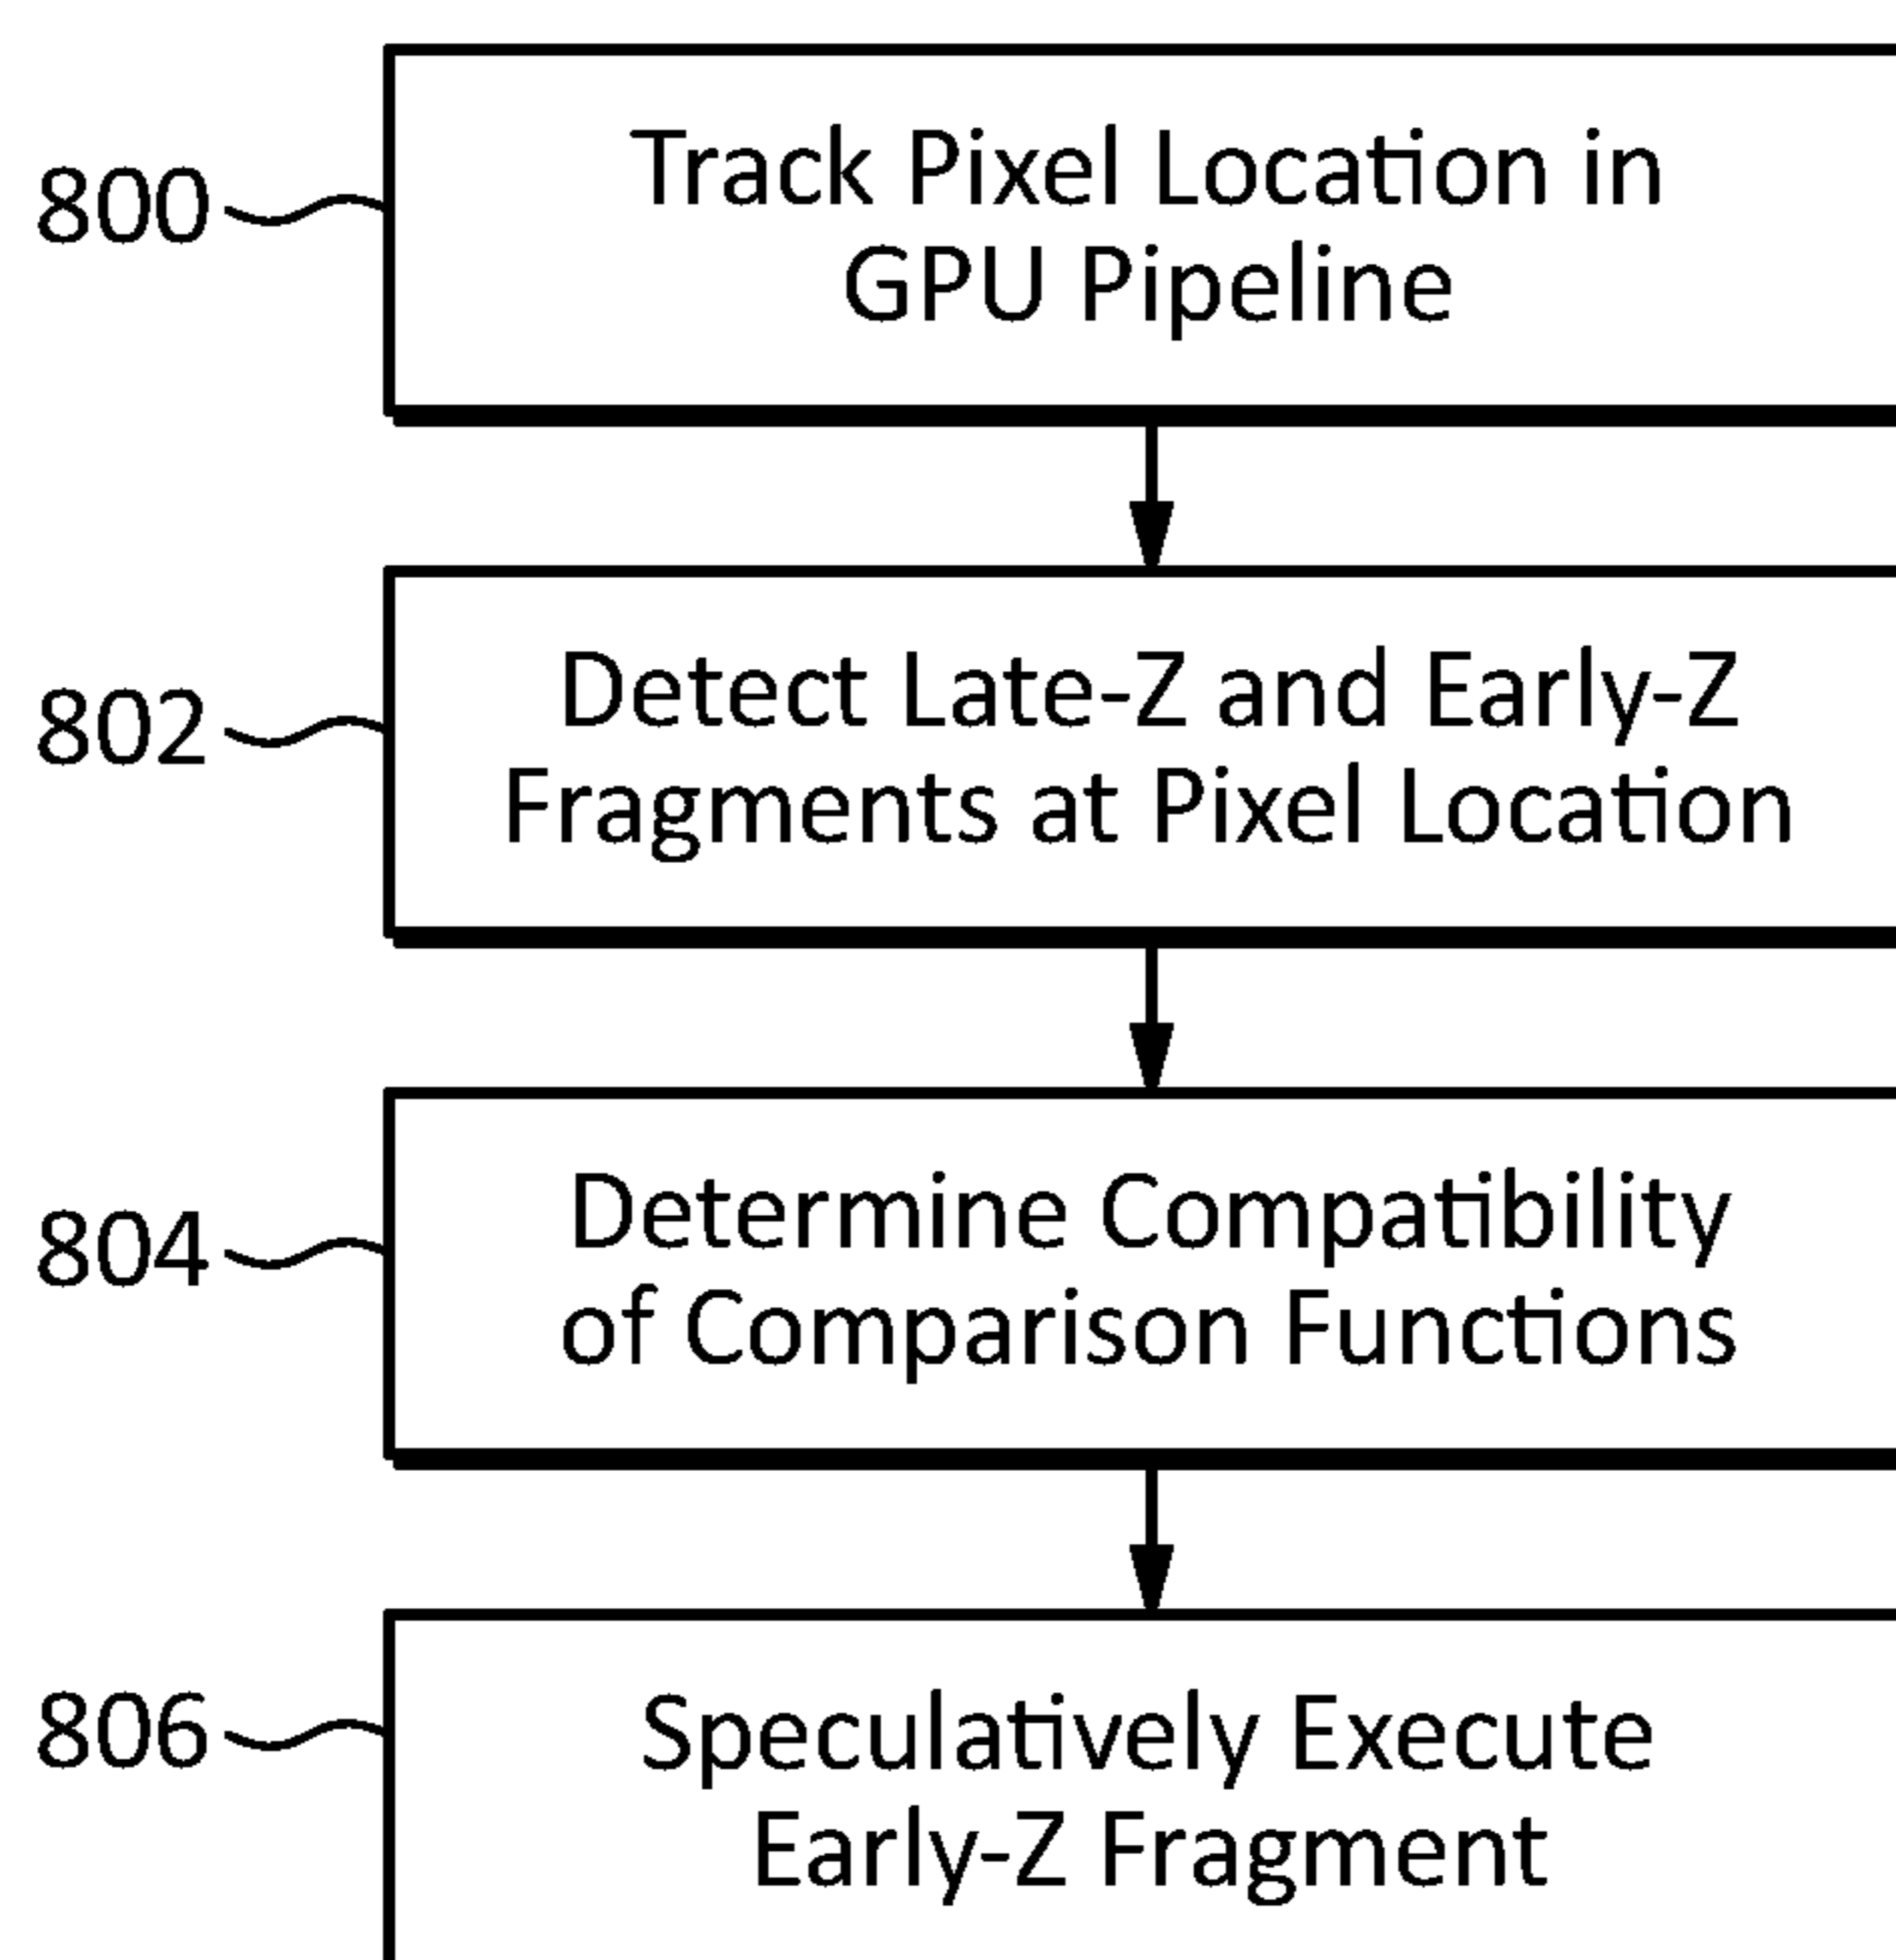 800
Track Pixel Location in
GPU Pipeline
802
Detect Late-Z and Early-Z
Fragments at Pixel Location
804
Determine Compatibility
of Comparison Functions
806
Speculatively Execute
Early-Z Fragment